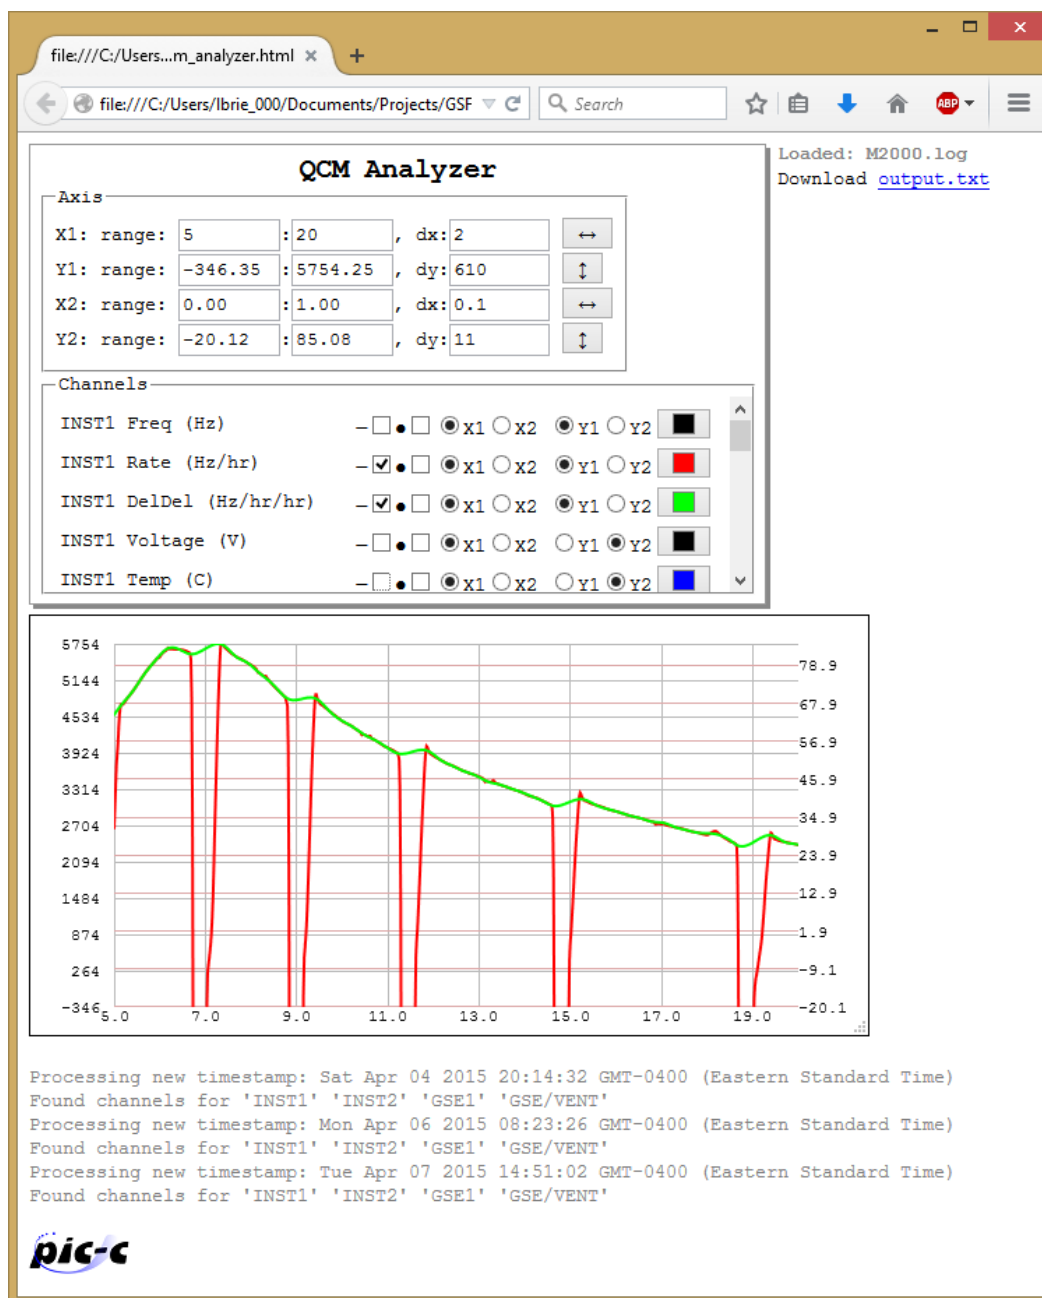 file:///C:/Users...m_analyzer.html × +
file:///C:/Users/lbrie_000/Documents/Projects/GSF Search ABP
QCM Analyzer
Loaded: M2000.log
Download output.txt
Axis
X1: range: 5 : 20 , dx: 2 ↔
Y1: range: -346.35 : 5754.25 , dy: 610 ↕
X2: range: 0.00 : 1.00 , dx: 0.1 ↔
Y2: range: -20.12 : 85.08 , dy: 11 ↕
Channels
INST1 Freq (Hz) – ● X1 X2 Y1 Y2
INST1 Rate (Hz/hr) – ● X1 X2 Y1 Y2
INST1 DelDel (Hz/hr/hr) – ● X1 X2 Y1 Y2
INST1 Voltage (V) – ● X1 X2 Y1 Y2
INST1 Temp (C) – ● X1 X2 Y1 Y2
5754
78.9
5144
67.9
4534
56.9
3924
45.9
3314
34.9
2704
23.9
2094
12.9
1484
1.9
874
-9.1
264
-20.1
-346
5.0 7.0 9.0 11.0 13.0 15.0 17.0 19.0
Processing new timestamp: Sat Apr 04 2015 20:14:32 GMT-0400 (Eastern Standard Time)
Found channels for 'INST1' 'INST2' 'GSE1' 'GSE/VENT'
Processing new timestamp: Mon Apr 06 2015 08:23:26 GMT-0400 (Eastern Standard Time)
Found channels for 'INST1' 'INST2' 'GSE1' 'GSE/VENT'
Processing new timestamp: Tue Apr 07 2015 14:51:02 GMT-0400 (Eastern Standard Time)
Found channels for 'INST1' 'INST2' 'GSE1' 'GSE/VENT'
pic-c